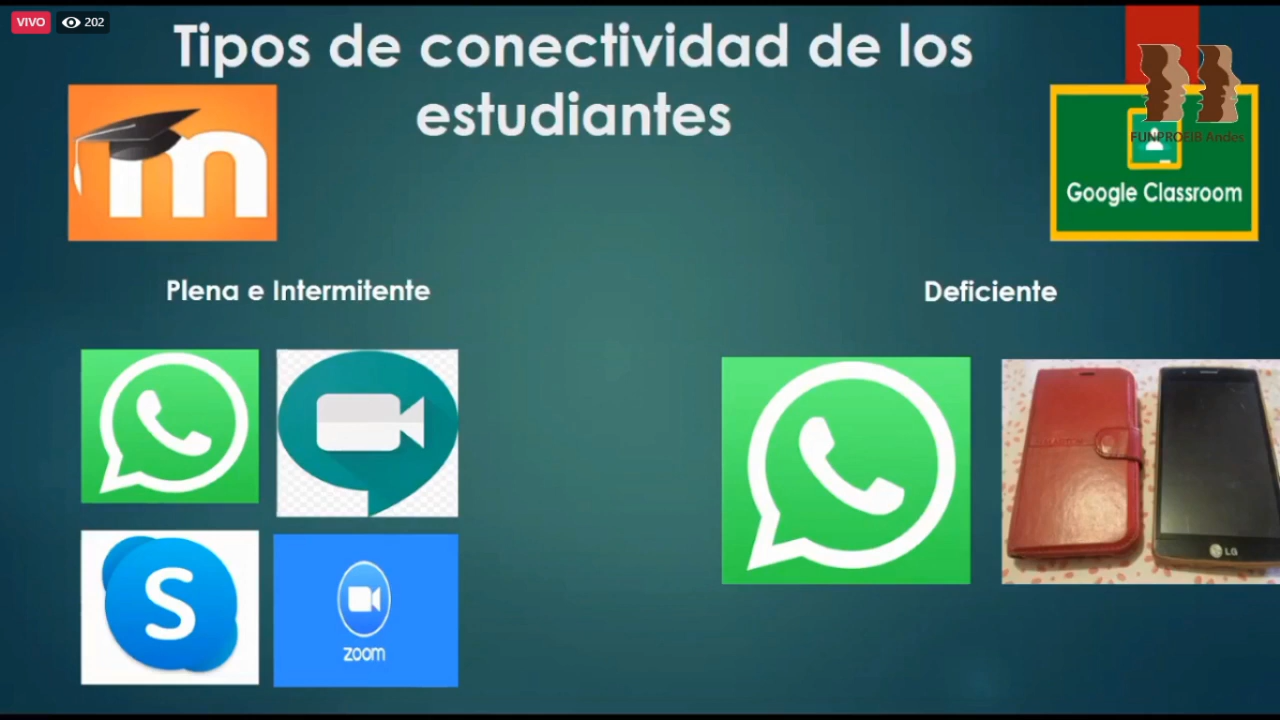 VIVO 202
Tipos de conectividad de los
estudiantes
m
FUNPROEIB Andes
Google Classroom
Plena e Intermitente
Deficiente
S
zoom
LG